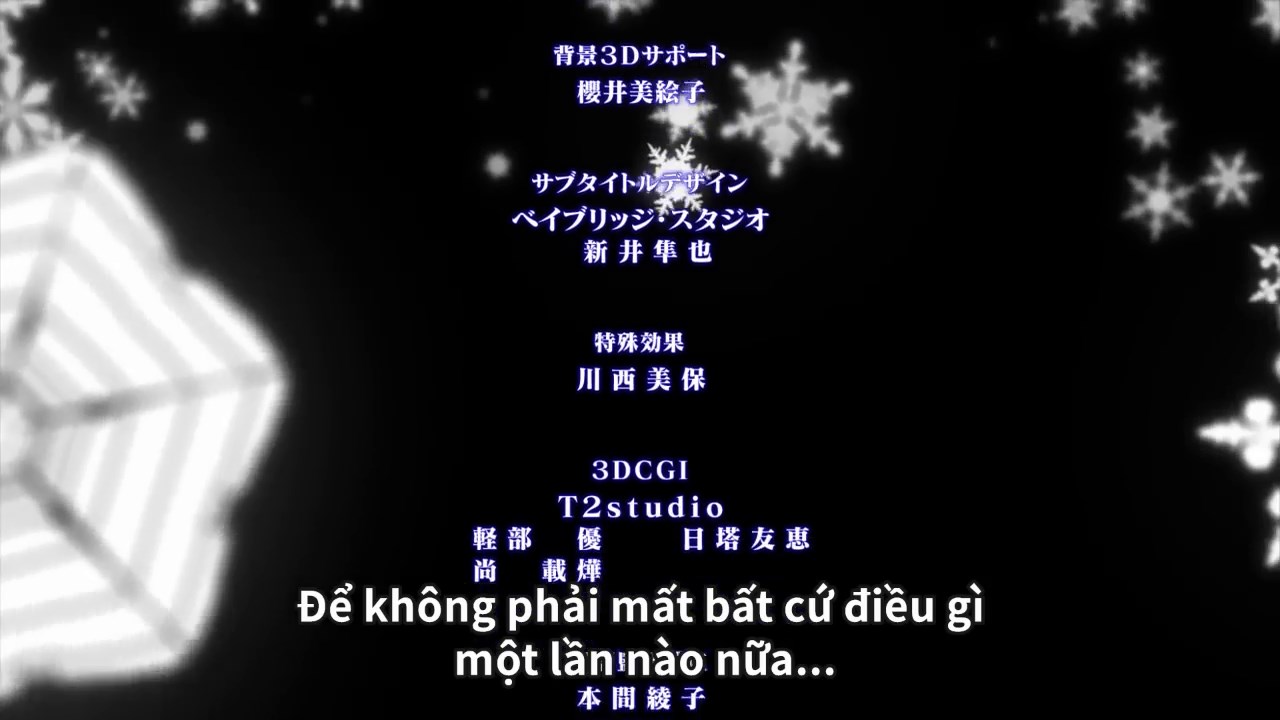 背景3Dサポート
櫻井美絵子
サブタイトルデザイン
ベイブリッジ・スタジオ
新井隼也
特殊効果
川西美保
3DCGI
T2studio
軽部 優 日塔友恵
尚 載燁
Để không phải mất bất cứ điều gì
một lần nào nữa...
本間綾子